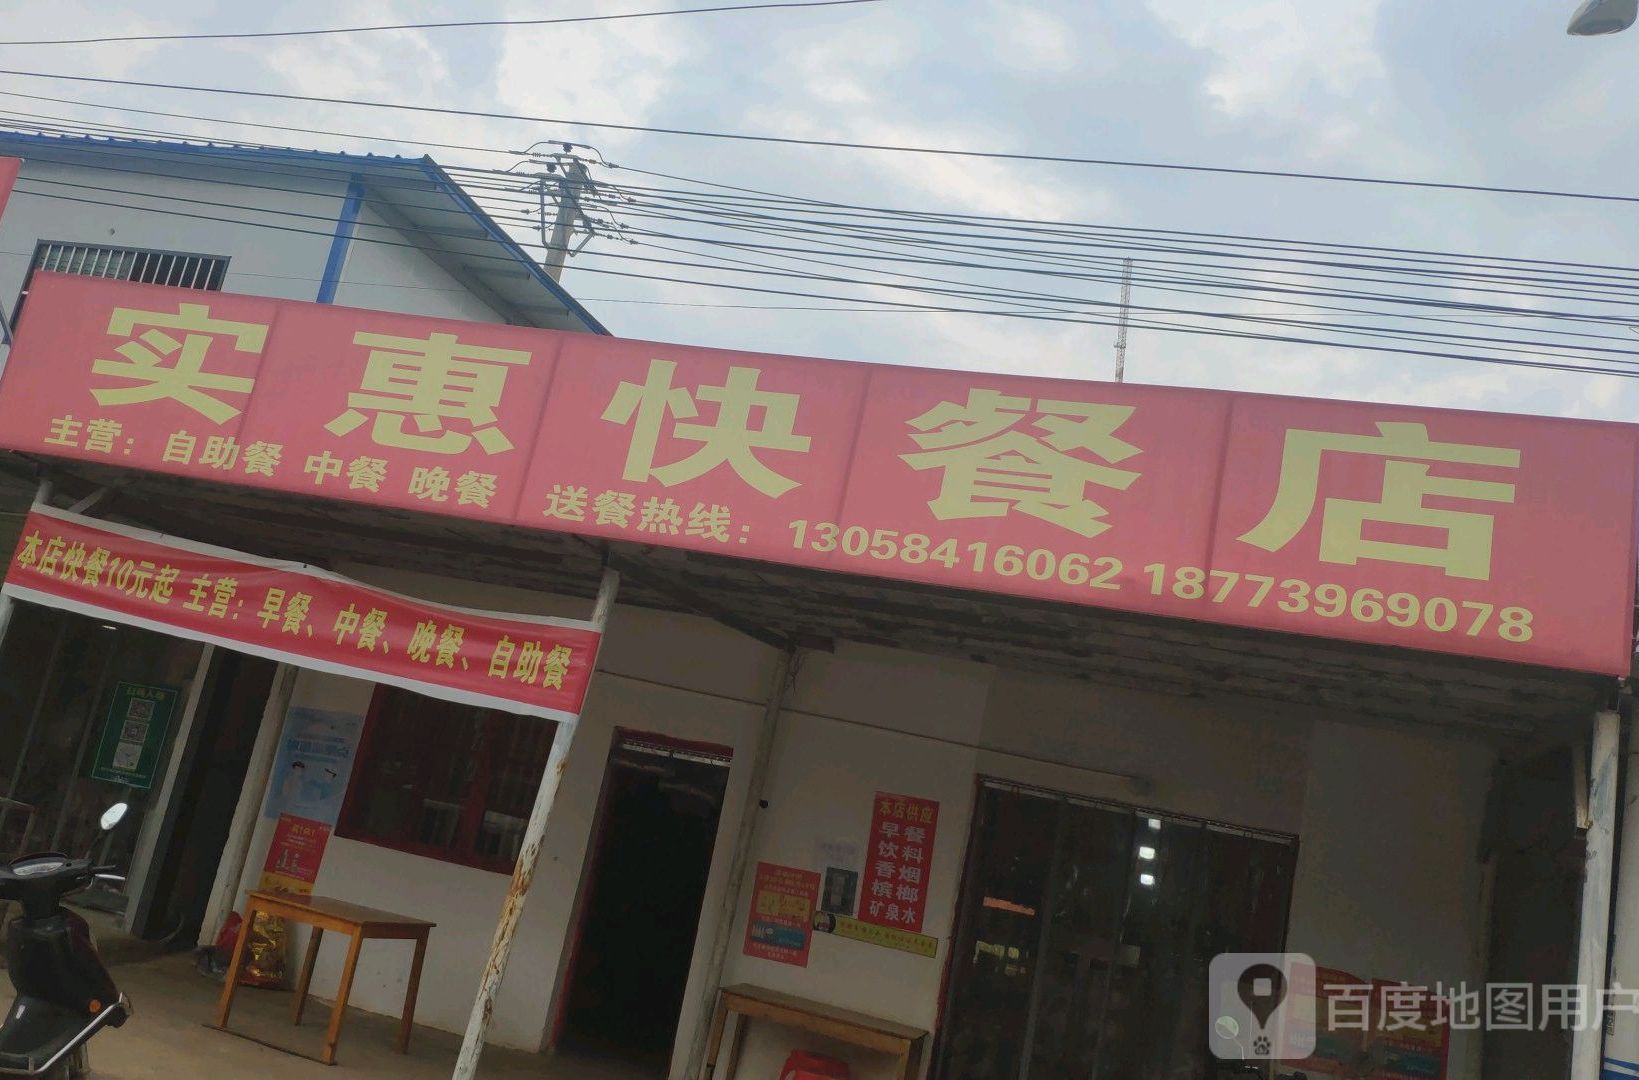 实惠快餐店
主营：自助餐 中餐 晚餐 送餐热线：13058416062 18773969078
本店快餐10元起 主营：早餐、中餐、晚餐、自助餐
本店供应
早餐
饮料
香烟
槟榔
矿泉水
百度地图用户